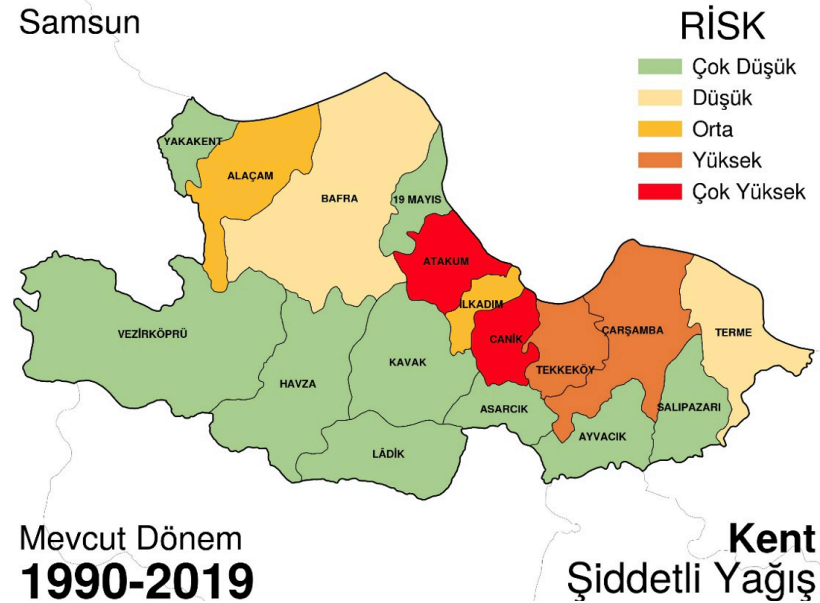 Samsun
RİSK
Çok Düşük
Düşük
Orta
Yüksek
Çok Yüksek
YAKAKENT
ALAÇAM
BAFRA
19 MAYIS
ATAKUM
İLKADIM
VEZİRKÖPRÜ
CANİK
ÇARŞAMBA
TERME
KAVAK
TEKKEKÖY
HAVZA
ASARCIK
SALIPAZARI
AYVACIK
LÂDİK
Mevcut Dönem
1990-2019
Kent
Şiddetli Yağış